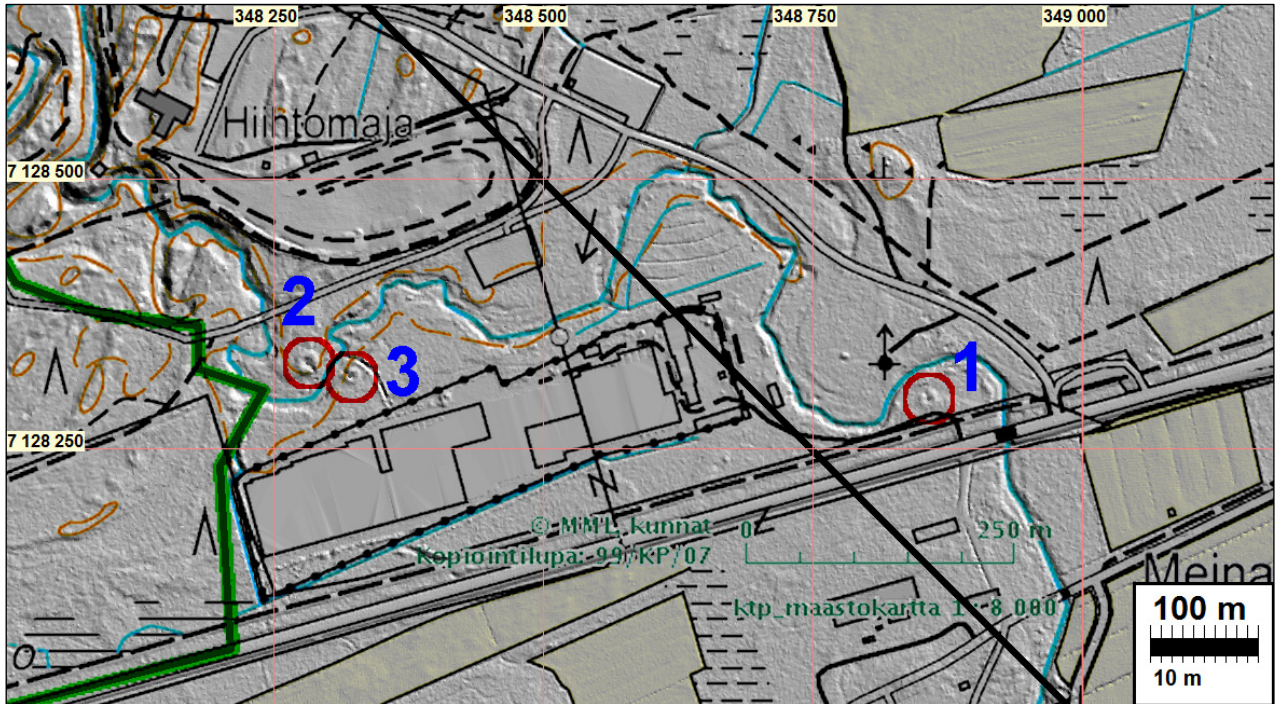 348 250
348 500
348 750
349 000
Hiintomaja
7 128 500
2
3
1
7 128 250
© MML, kunnat
Kopiointilupa: 99/KP/07
0 250 m
ktp_maastokartta 1 : 8 000
Meina
100 m
10 m